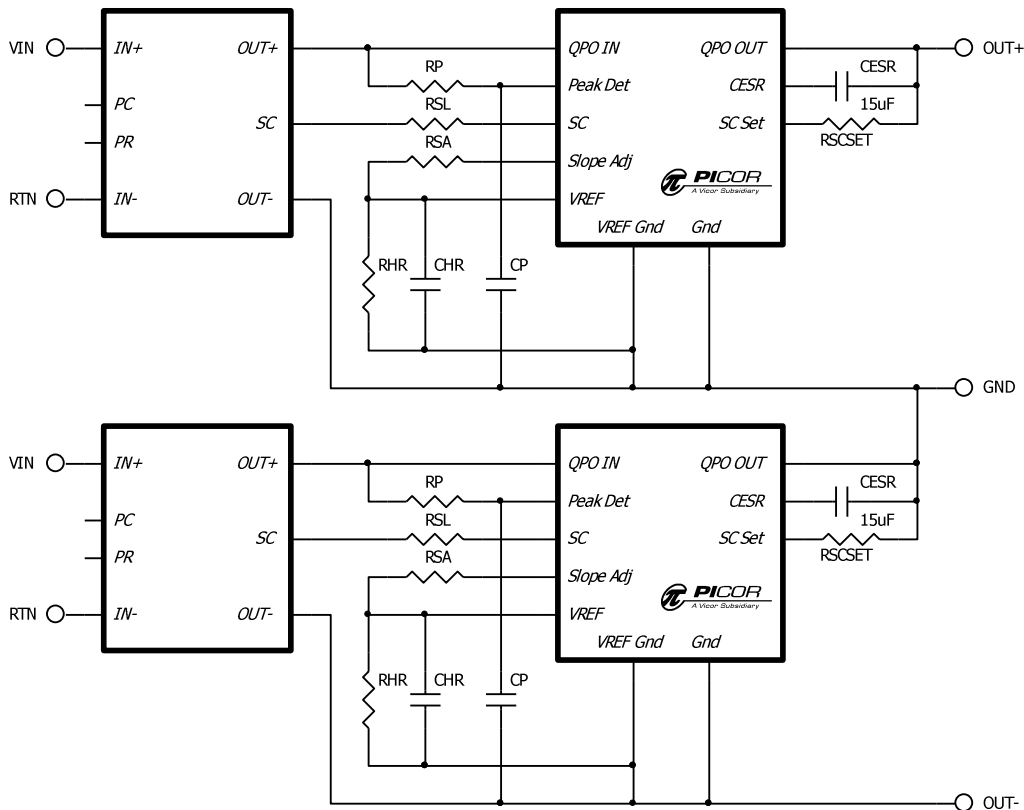 VIN IN+ OUT+ QPO IN QPO OUT OUT+
RP Peak Det CESR CESR
PC RSL 15uF
SC SC SC Set
PR RSA RSCSET
Slope Adj
PICOR
A Vicor Subsidiary
RTN IN- OUT- VREF
VREF Gnd Gnd
RHR CHR CP
GND
VIN IN+ OUT+ QPO IN QPO OUT
RP Peak Det CESR CESR
PC RSL 15uF
SC SC SC Set
PR RSA RSCSET
Slope Adj
PICOR
A Vicor Subsidiary
RTN IN- OUT- VREF
VREF Gnd Gnd
RHR CHR CP
OUT-